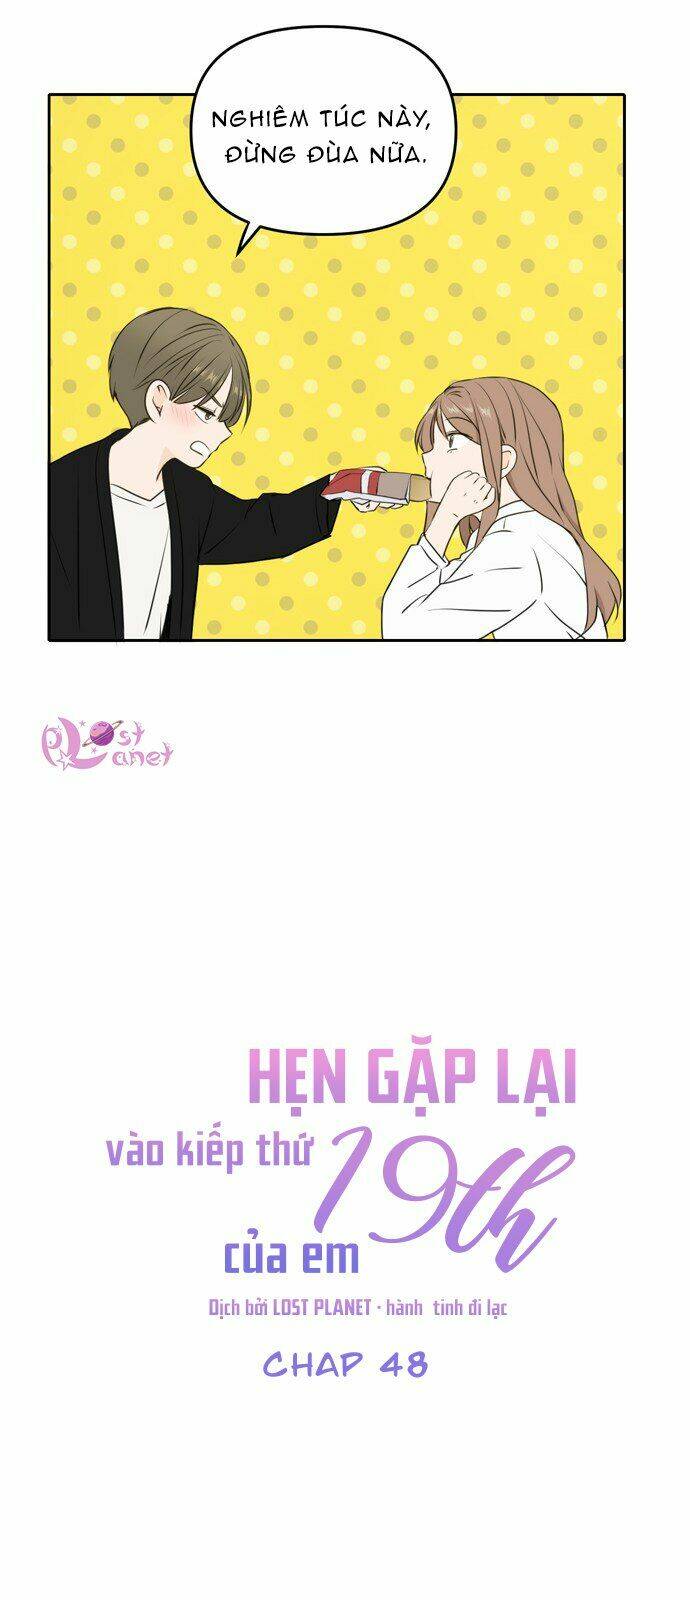 NGHIÊM TÚC NÀY,
ĐỪNG ĐÙA NỮA.
Lost
Planet
HẸN GẶP LẠI
vào kiếp thứ 19th
của em
Dịch bởi LOST PLANET - hành tinh đi lạc
CHAP 48